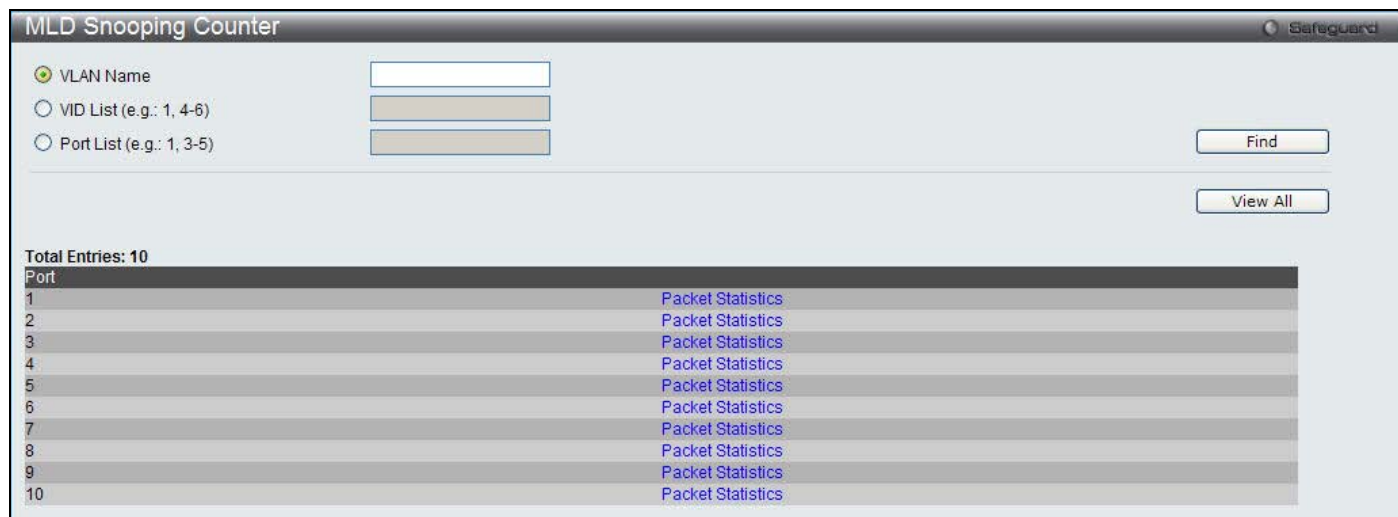 MLD Snooping Counter
Safeguard
VLAN Name
VID List (e.g.: 1, 4-6)
Port List (e.g.: 1, 3-5)
Find
View All
Total Entries: 10
Port
1 Packet Statistics
2 Packet Statistics
3 Packet Statistics
4 Packet Statistics
5 Packet Statistics
6 Packet Statistics
7 Packet Statistics
8 Packet Statistics
9 Packet Statistics
10 Packet Statistics